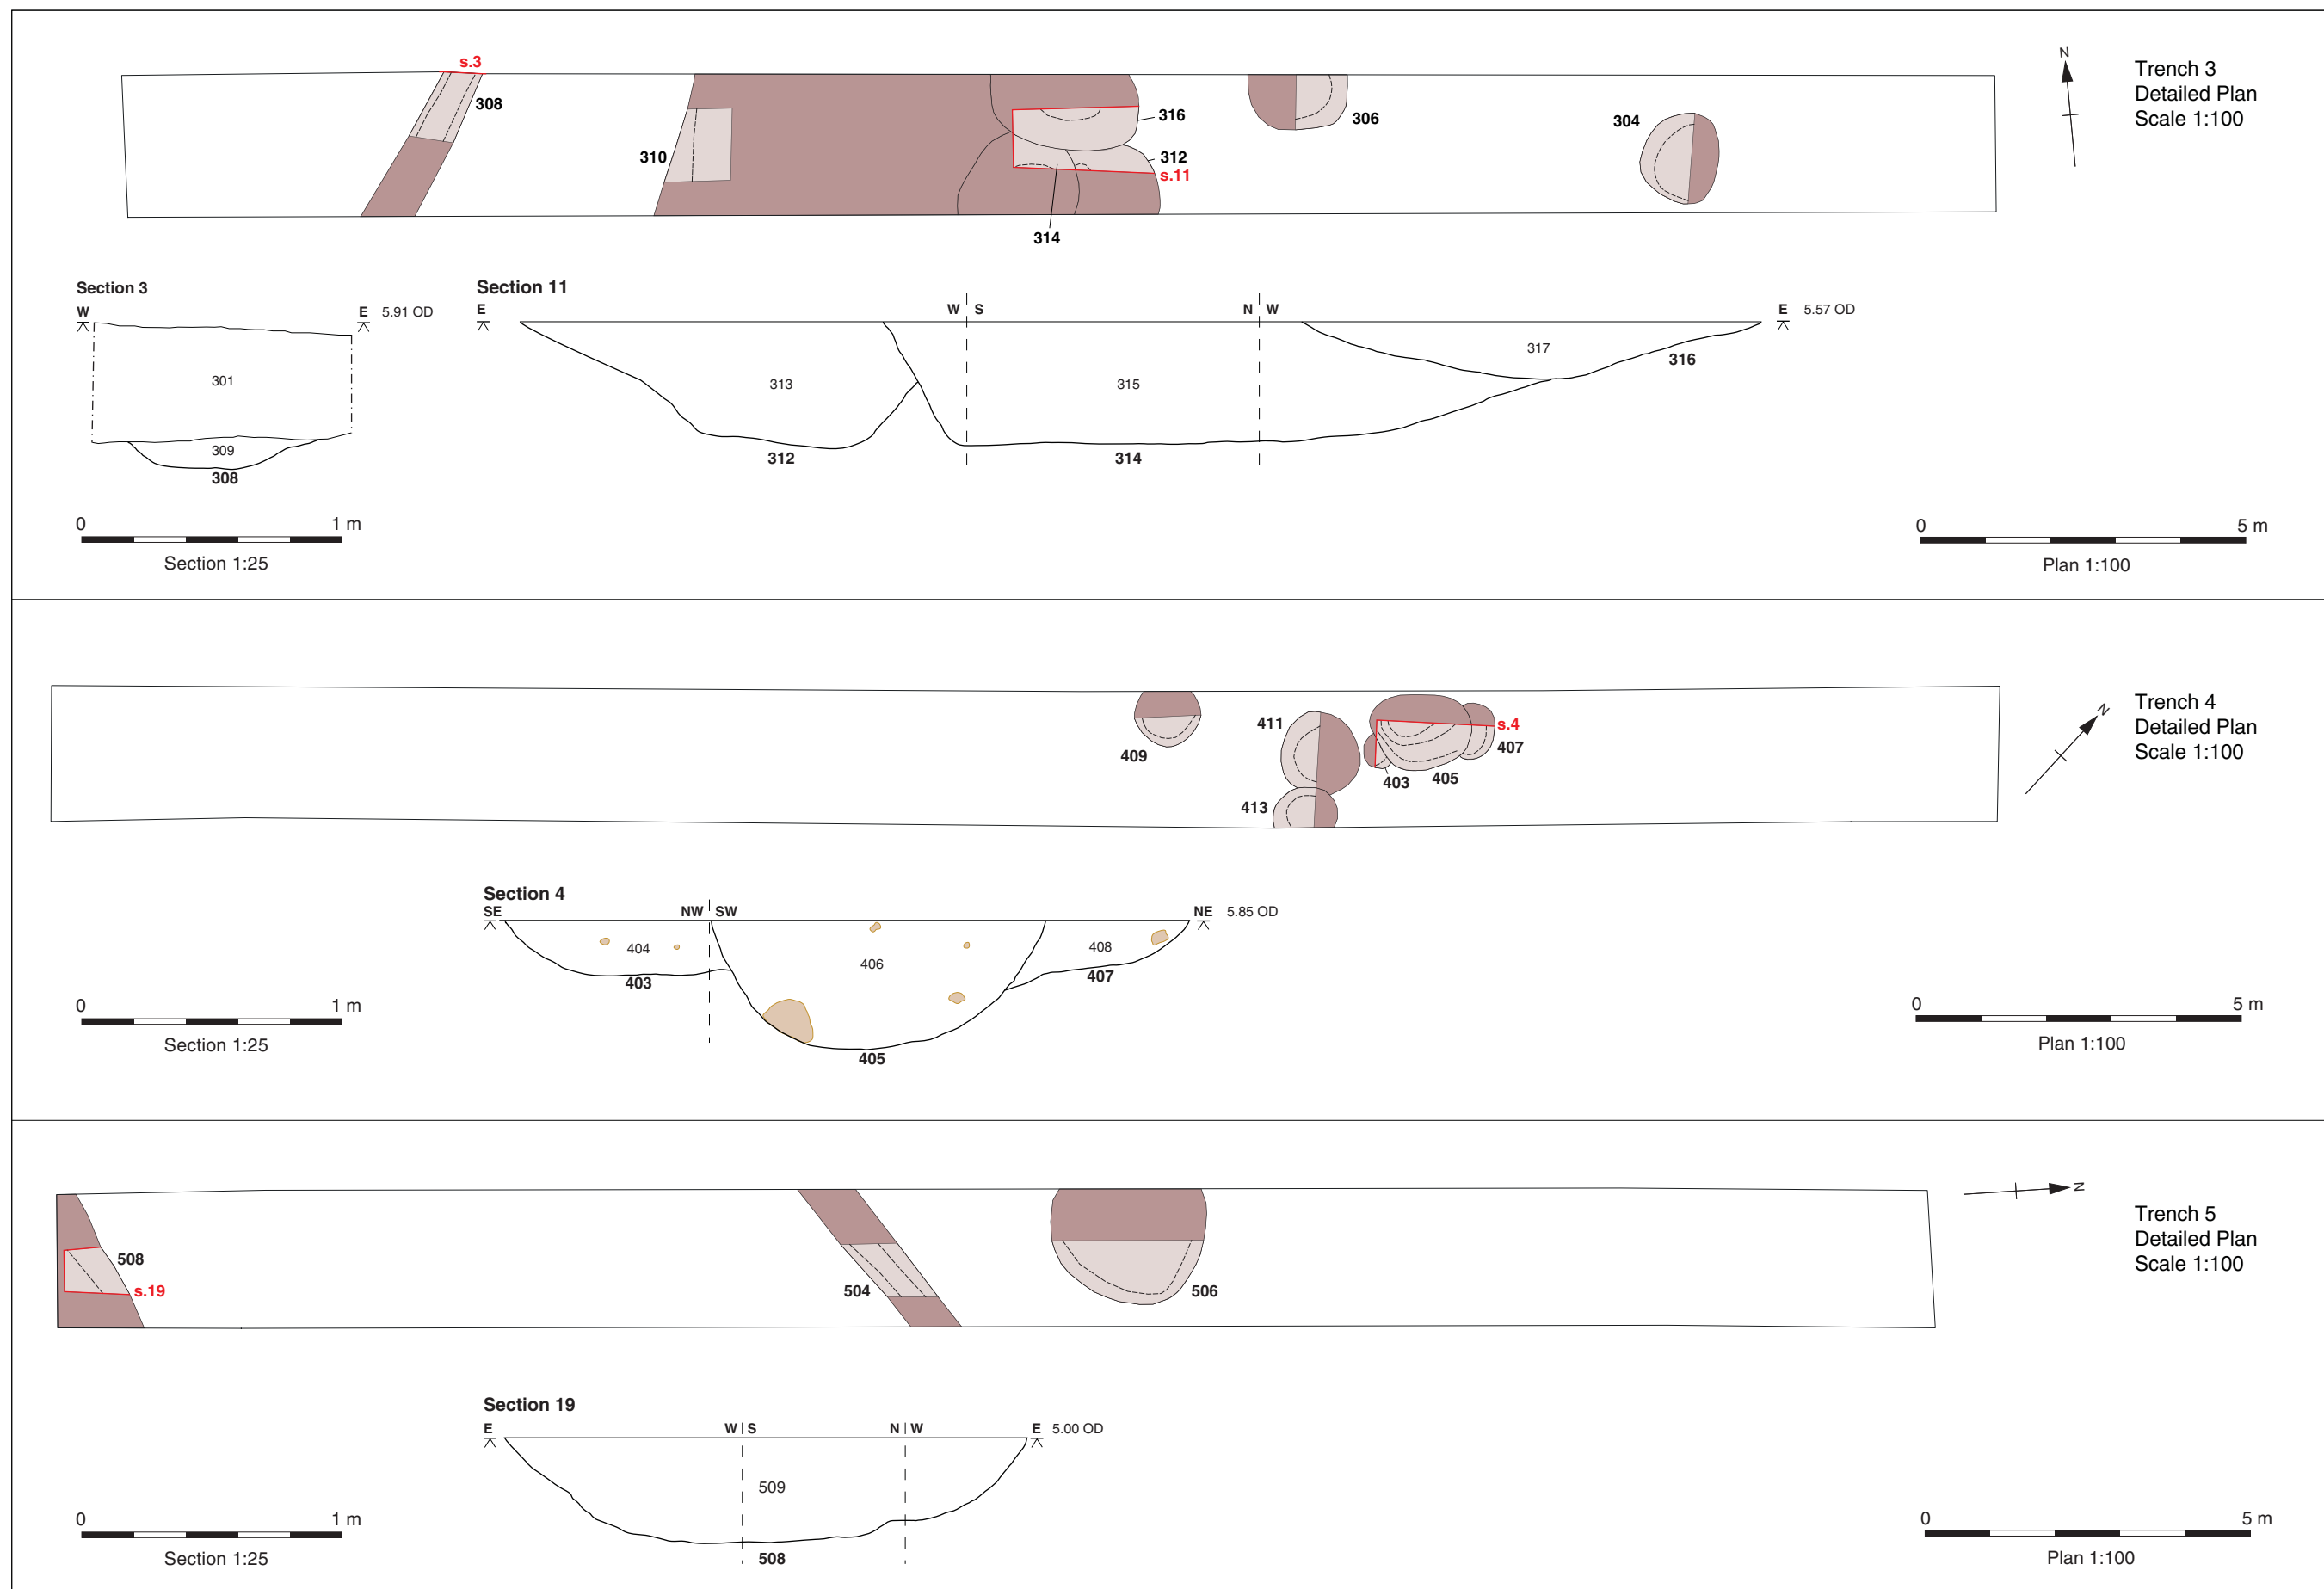 s.3
308
310
316
312
s.11
314
306
304
N
Trench 3
Detailed Plan
Scale 1:100
Section 3
W
E 5.91 OD
301
309
308
Section 11
E
W S
N W
E 5.57 OD
313
315
317
316
312
314
0 1 m
Section 1:25
0 5 m
Plan 1:100
409
411
413
403
405
s.4
407
N
Trench 4
Detailed Plan
Scale 1:100
Section 4
SE
NW SW
NE 5.85 OD
404
406
408
403
407
405
0 1 m
Section 1:25
0 5 m
Plan 1:100
508
s.19
504
506
N
Trench 5
Detailed Plan
Scale 1:100
Section 19
E
W S
N W
E 5.00 OD
509
508
0 1 m
Section 1:25
0 5 m
Plan 1:100